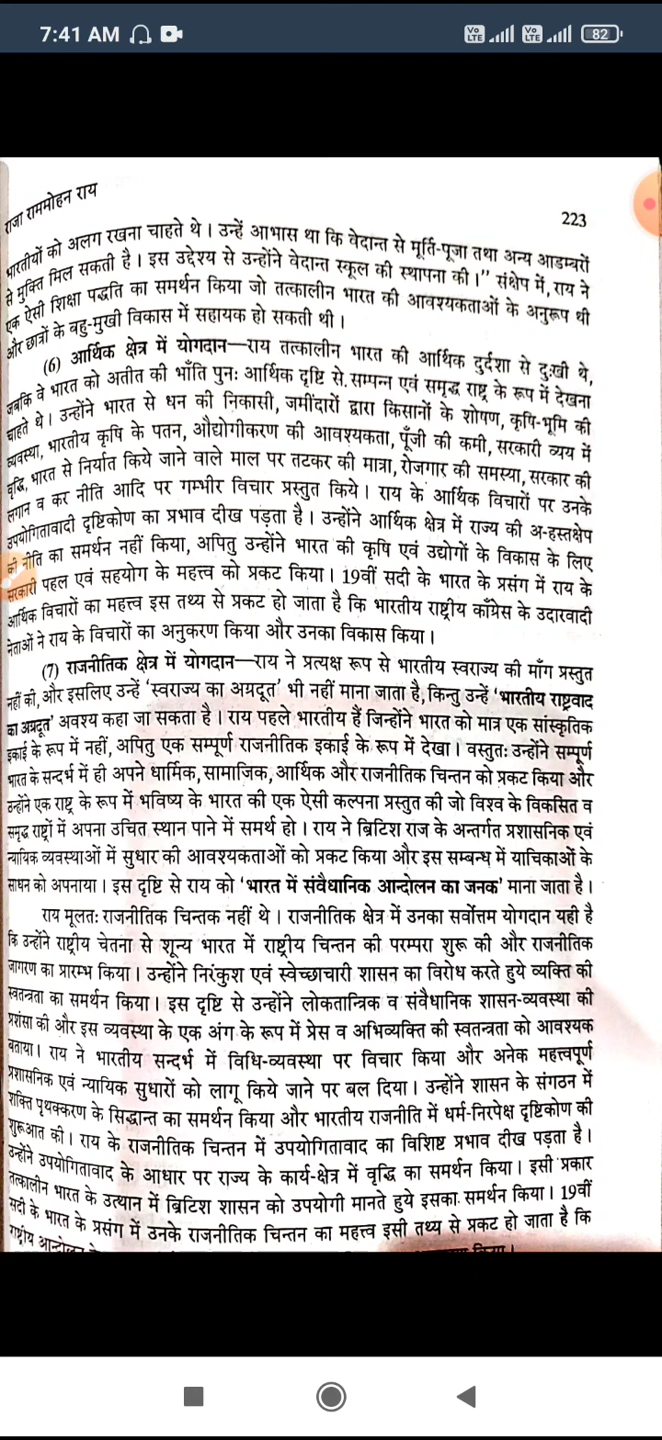 7:41 AM
Vo LTE Vo LTE 82
राजा राममोहन राय
223
भारतीयों को अलग रखना चाहते थे। उन्हें आभास था कि वेदान्त से मूर्ति-पूजा तथा अन्य आडम्बरों
से मुक्ति मिल सकती है। इस उद्देश्य से उन्होंने वेदान्त स्कूल की स्थापना की।" संक्षेप में, राय ने
एक ऐसी शिक्षा पद्धति का समर्थन किया जो तत्कालीन भारत की आवश्यकताओं के अनुरूप थी
और छात्रों के बहु-मुखी विकास में सहायक हो सकती थी।
(6) आर्थिक क्षेत्र में योगदान—राय तत्कालीन भारत की आर्थिक दुर्दशा से दुःखी थे,
जबकि वे भारत को अतीत की भाँति पुनः आर्थिक दृष्टि से सम्पन्न एवं समृद्ध राष्ट्र के रूप में देखना
चाहते थे। उन्होंने भारत से धन की निकासी, जमींदारों द्वारा किसानों के शोषण, कृषि-भूमि की
व्यवस्था, भारतीय कृषि के पतन, औद्योगीकरण की आवश्यकता, पूँजी की कमी, सरकारी व्यय में
वृद्धि, भारत से निर्यात किये जाने वाले माल पर तटकर की मात्रा, रोजगार की समस्या, सरकार की
लगान व कर नीति आदि पर गम्भीर विचार प्रस्तुत किये। राय के आर्थिक विचारों पर उनके
उपयोगितावादी दृष्टिकोण का प्रभाव दीख पड़ता है। उन्होंने आर्थिक क्षेत्र में राज्य की अ-हस्तक्षेप
की नीति का समर्थन नहीं किया, अपितु उन्होंने भारत की कृषि एवं उद्योगों के विकास के लिए
सरकारी पहल एवं सहयोग के महत्त्व को प्रकट किया। 19वीं सदी के भारत के प्रसंग में राय के
आर्थिक विचारों का महत्त्व इस तथ्य से प्रकट हो जाता है कि भारतीय राष्ट्रीय काँग्रेस के उदारवादी
नेताओं ने राय के विचारों का अनुकरण किया और उनका विकास किया।
(7) राजनीतिक क्षेत्र में योगदान—राय ने प्रत्यक्ष रूप से भारतीय स्वराज्य की माँग प्रस्तुत
नहीं की, और इसलिए उन्हें 'स्वराज्य का अग्रदूत' भी नहीं माना जाता है, किन्तु उन्हें 'भारतीय राष्ट्रवाद
का अग्रदूत' अवश्य कहा जा सकता है। राय पहले भारतीय हैं जिन्होंने भारत को मात्र एक सांस्कृतिक
इकाई के रूप में नहीं, अपितु एक सम्पूर्ण राजनीतिक इकाई के रूप में देखा। वस्तुतः उन्होंने सम्पूर्ण
भारत के सन्दर्भ में ही अपने धार्मिक, सामाजिक, आर्थिक और राजनीतिक चिन्तन को प्रकट किया और
उन्होंने एक राष्ट्र के रूप में भविष्य के भारत की एक ऐसी कल्पना प्रस्तुत की जो विश्व के विकसित व
समृद्ध राष्ट्रों में अपना उचित स्थान पाने में समर्थ हो। राय ने ब्रिटिश राज के अन्तर्गत प्रशासनिक एवं
न्यायिक व्यवस्थाओं में सुधार की आवश्यकताओं को प्रकट किया और इस सम्बन्ध में याचिकाओं के
साधन को अपनाया। इस दृष्टि से राय को 'भारत में संवैधानिक आन्दोलन का जनक' माना जाता है।
राय मूलतः राजनीतिक चिन्तक नहीं थे। राजनीतिक क्षेत्र में उनका सर्वोत्तम योगदान यही है
कि उन्होंने राष्ट्रीय चेतना से शून्य भारत में राष्ट्रीय चिन्तन की परम्परा शुरू की और राजनीतिक
जागरण का प्रारम्भ किया। उन्होंने निरंकुश एवं स्वेच्छाचारी शासन का विरोध करते हुये व्यक्ति की
स्वतन्त्रता का समर्थन किया। इस दृष्टि से उन्होंने लोकतान्त्रिक व संवैधानिक शासन-व्यवस्था की
प्रशंसा की और इस व्यवस्था के एक अंग के रूप में प्रेस व अभिव्यक्ति की स्वतन्त्रता को आवश्यक
बताया। राय ने भारतीय सन्दर्भ में विधि-व्यवस्था पर विचार किया और अनेक महत्त्वपूर्ण
प्रशासनिक एवं न्यायिक सुधारों को लागू किये जाने पर बल दिया। उन्होंने शासन के संगठन में
शक्ति पृथक्करण के सिद्धान्त का समर्थन किया और भारतीय राजनीति में धर्म-निरपेक्ष दृष्टिकोण की
शुरूआत की। राय के राजनीतिक चिन्तन में उपयोगितावाद का विशिष्ट प्रभाव दीख पड़ता है।
उन्होंने उपयोगितावाद के आधार पर राज्य के कार्य-क्षेत्र में वृद्धि का समर्थन किया। इसी प्रकार
तत्कालीन भारत के उत्थान में ब्रिटिश शासन को उपयोगी मानते हुये इसका समर्थन किया। 19वीं
सदी के भारत के प्रसंग में उनके राजनीतिक चिन्तन का महत्त्व इसी तथ्य से प्रकट हो जाता है कि
राष्ट्रीय किया।